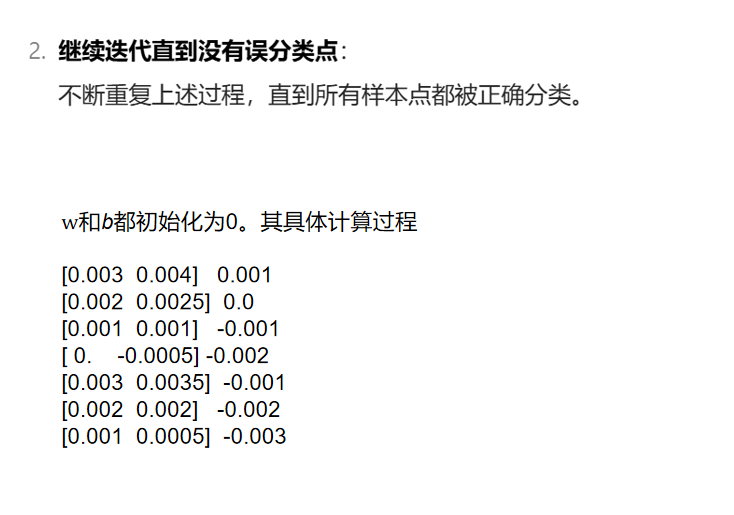 2. 继续迭代直到没有误分类点：
不断重复上述过程，直到所有样本点都被正确分类。
w和b都初始化为0。其具体计算过程
[0.003 0.004] 0.001
[0.002 0.0025] 0.0
[0.001 0.001] -0.001
[ 0. -0.0005] -0.002
[0.003 0.0035] -0.001
[0.002 0.002] -0.002
[0.001 0.0005] -0.003